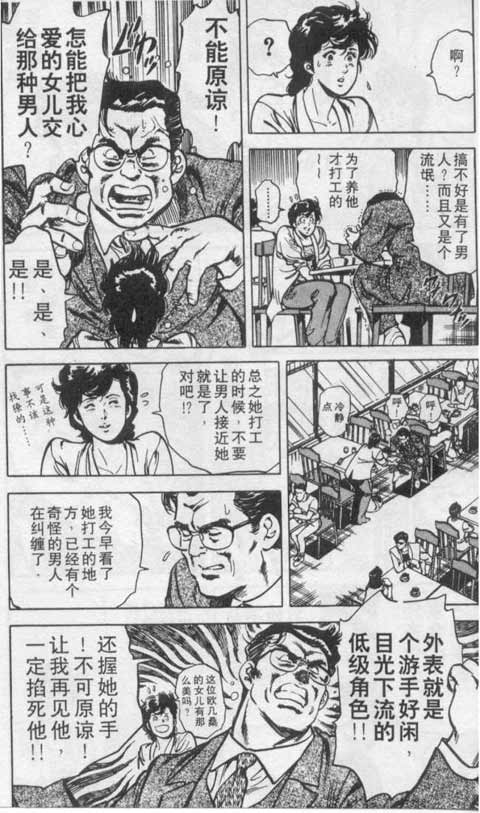 啊?
?
搞不好是有了男
人?而且又是个
流氓……
为了养他
才打工的
~~
………
不能原谅!
怎能把我心
爱的女儿交
给那种男人?
是、是、
是!!
呼!
呼!
冷静
点
总之她打工
的时候,不要
让男人接近她
就是了,
对吧!?
可是这种
事不该
找獠的……
我今早看了
她打工的地
方,已经有个
奇怪的男人
在纠缠了.
外表就是
个游手好闲,
目光下流的
低级角色!!
这位欧几桑
的女儿有那
么美吗?
还握她的手
!不可原谅!
让我再见他,
一定掐死他!!